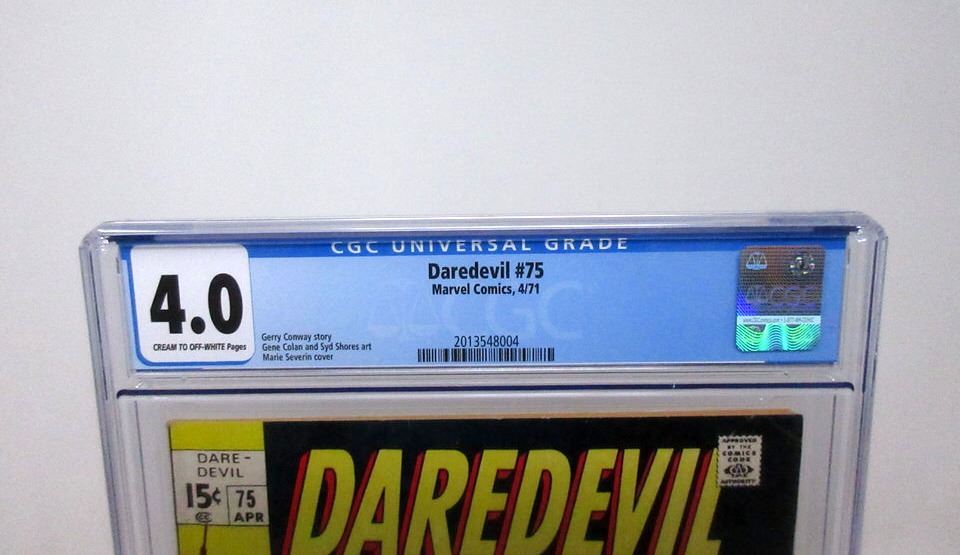 CGC UNIVERSAL GRADE
Daredevil #75
Marvel Comics, 4/71
4.0
CREAM TO OFF-WHITE Pages
Gerry Conway story
Gene Colan and Syd Shores art
Marie Severin cover
2013548004
CGC
CGC
DARE-
DEVIL
15¢ 75
APR
DAREDEVIL
APPROVED
BY THE
COMICS
CODE
AUTHORITY